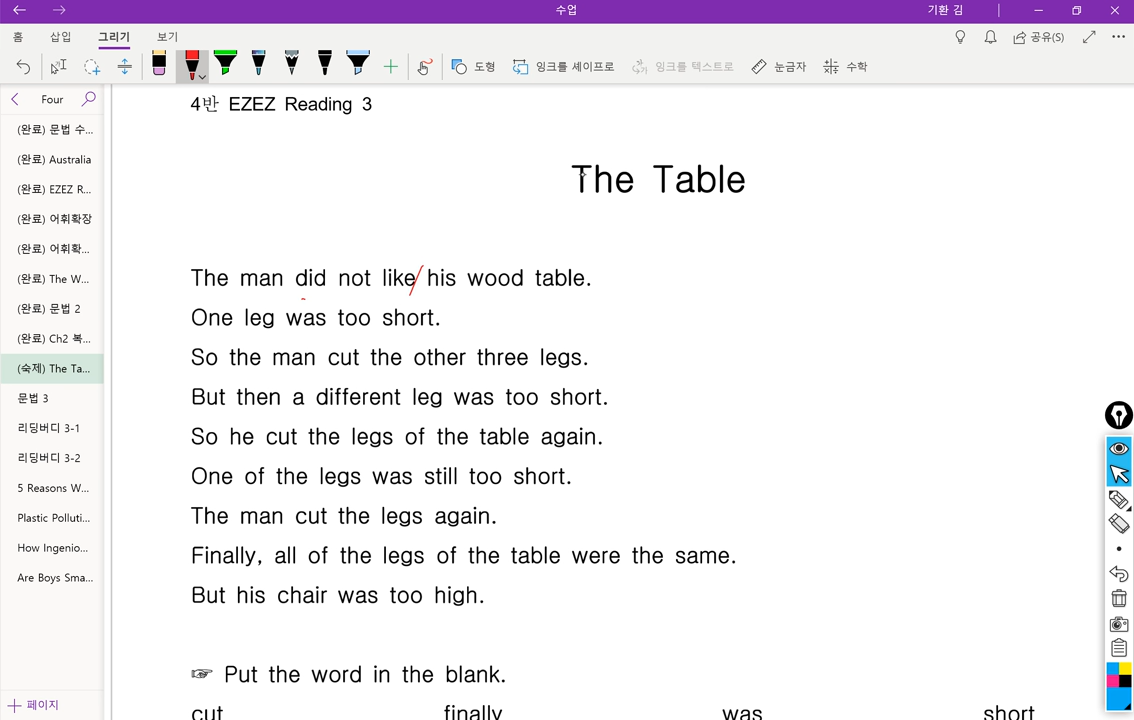 수업
기환 김
홈 삽입 그리기 보기
공유(S)
도형 잉크를 셰이프로 잉크를 텍스트로 눈금자 수학
Four
(완료) 문법 수...
(완료) Australia
(완료) EZEZ R...
(완료) 어휘확장
(완료) 어휘확...
(완료) The W...
(완료) 문법 2
(완료) Ch2 복...
(숙제) The Ta...
문법 3
리딩버디 3-1
리딩버디 3-2
5 Reasons W...
Plastic Polluti...
How Ingenio...
Are Boys Sma...
페이지
4반 EZEZ Reading 3
The Table
The man did not like his wood table.
One leg was too short.
So the man cut the other three legs.
But then a different leg was too short.
So he cut the legs of the table again.
One of the legs was still too short.
The man cut the legs again.
Finally, all of the legs of the table were the same.
But his chair was too high.
☞ Put the word in the blank.
cut finally was short